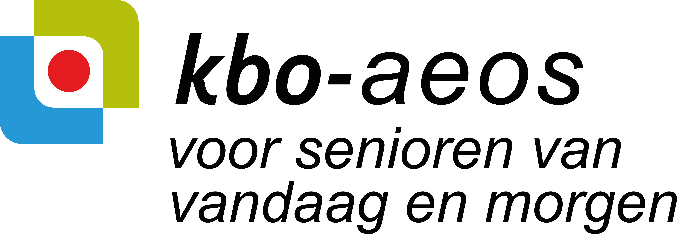 kbo-aeos
voor senioren van
vandaag en morgen